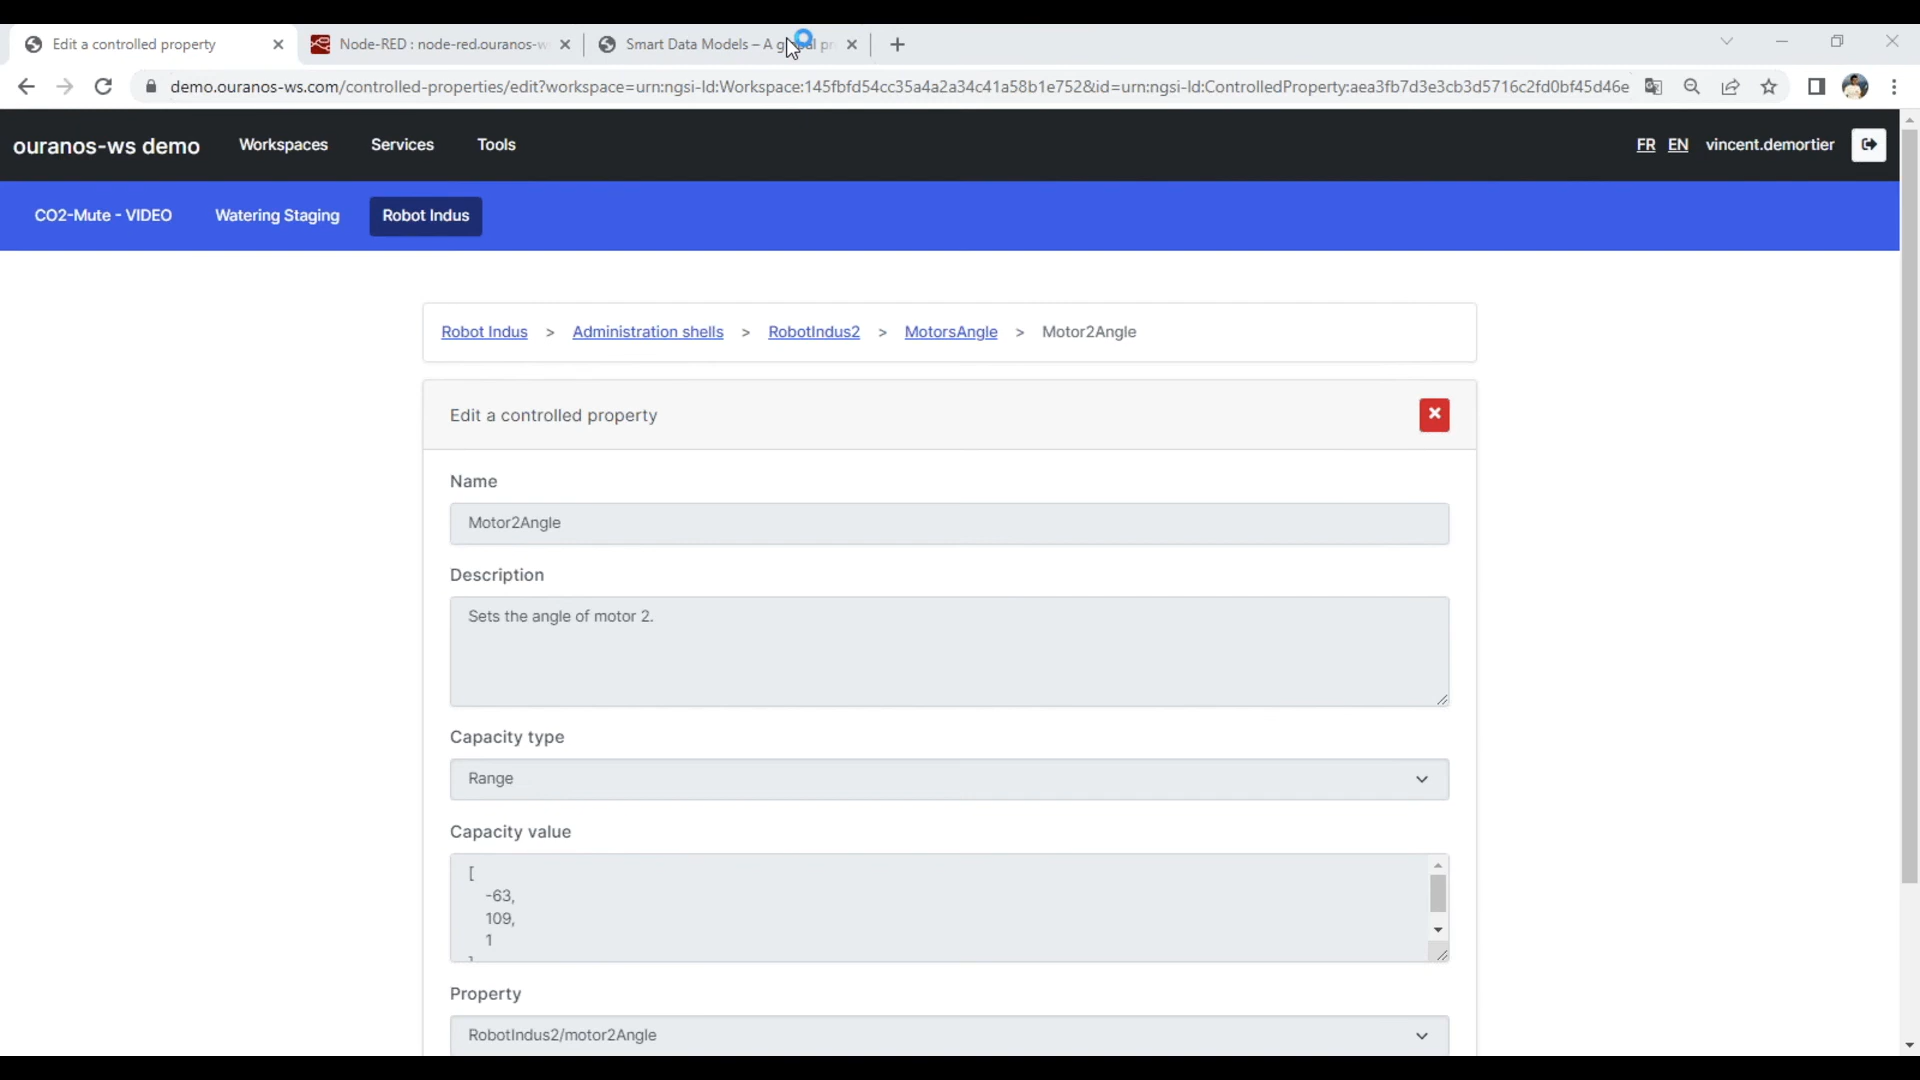 Edit a controlled property
Node-RED : node-red.ouranos-w
Smart Data Models – A g
demo.ouranos-ws.com/controlled-properties/edit?workspace=urn:ngsi-ld:Workspace:145fbfd54cc35a4a2a34c41a58b1e752&id=urn:ngsi-ld:ControlledProperty:aea3fb7d3e3cb3d5716c2fd0bf45d46e
ouranos-ws demo
Workspaces
Services
Tools
FR
EN
vincent.demortier
CO2-Mute - VIDEO
Watering Staging
Robot Indus
Robot Indus > Administration shells > RobotIndus2 > MotorsAngle > Motor2Angle
Edit a controlled property
Name
Motor2Angle
Description
Sets the angle of motor 2.
Capacity type
Range
Capacity value
[
-63,
109,
1
Property
RobotIndus2/motor2Angle